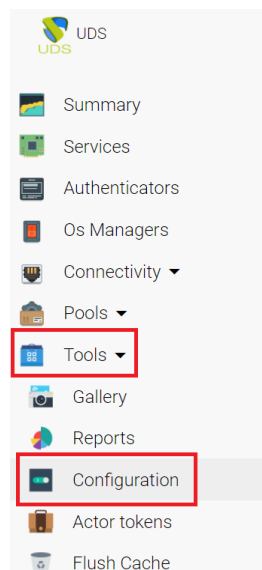 UDS
UDS
Summary
Services
Authenticators
Os Managers
Connectivity
Pools
Tools
Gallery
Reports
Configuration
Actor tokens
Flush Cache